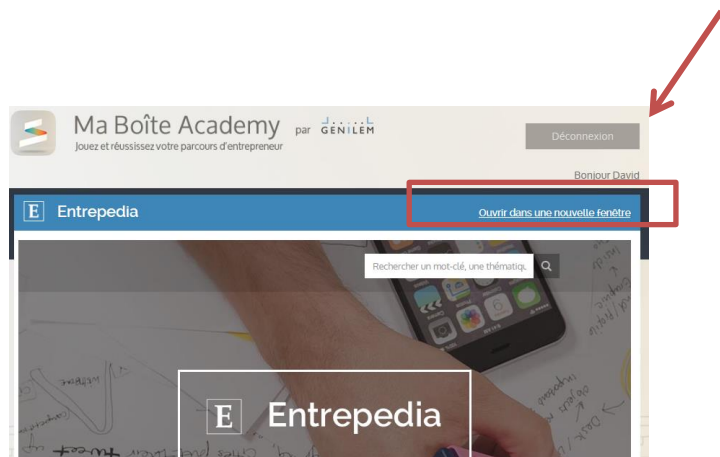 Ma Boîte Academy par GENILEM
Jouez et réussissez votre parcours d'entrepreneur
Déconnexion
Bonjour David
E Entrepedia
Ouvrir dans une nouvelle fenêtre
Rechercher un mot-clé, une thématiqu
E Entrepedia